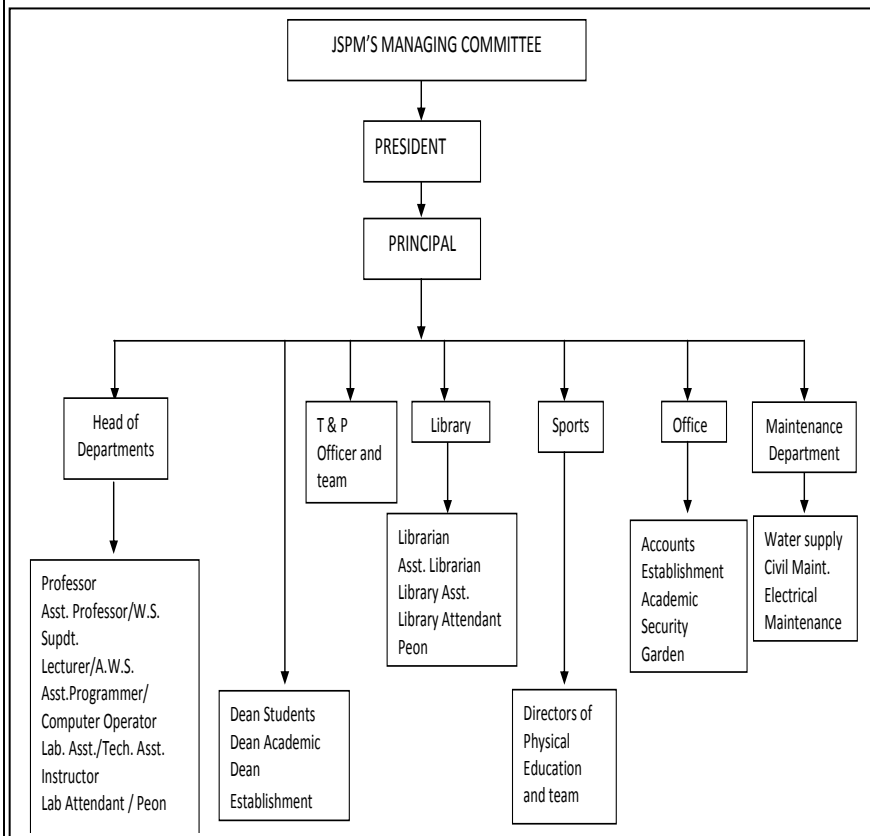 JSPM'S MANAGING COMMITTEE
PRESIDENT
PRINCIPAL
Head of
Departments
T & P
Officer and
team
Library
Sports
Office
Maintenance
Department
Professor
Asst. Professor/W.S.
Supdt.
Lecturer/A.W.S.
Asst.Programmer/
Computer Operator
Lab. Asst./Tech. Asst.
Instructor
Lab Attendant / Peon
Dean Students
Dean Academic
Dean
Establishment
Librarian
Asst. Librarian
Library Asst.
Library Attendant
Peon
Directors of
Physical
Education
and team
Accounts
Establishment
Academic
Security
Garden
Water supply
Civil Maint.
Electrical
Maintenance